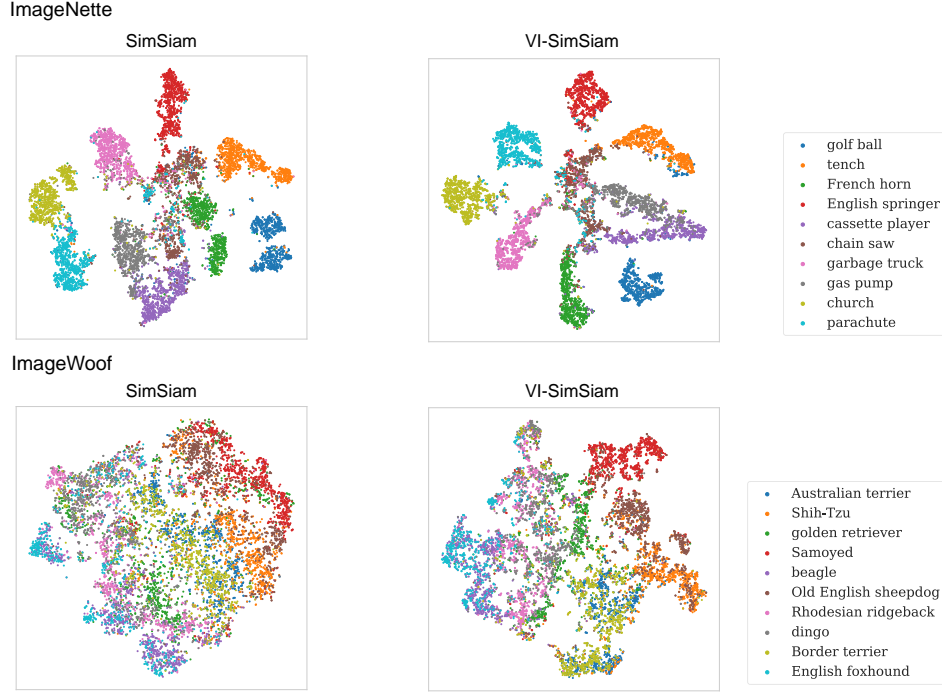 ImageNette
SimSiam
VI-SimSiam
golf ball
tench
French horn
English springer
cassette player
chain saw
garbage truck
gas pump
church
parachute
ImageWoof
SimSiam
VI-SimSiam
Australian terrier
Shih-Tzu
golden retriever
Samoyed
beagle
Old English sheepdog
Rhodesian ridgeback
dingo
Border terrier
English foxhound